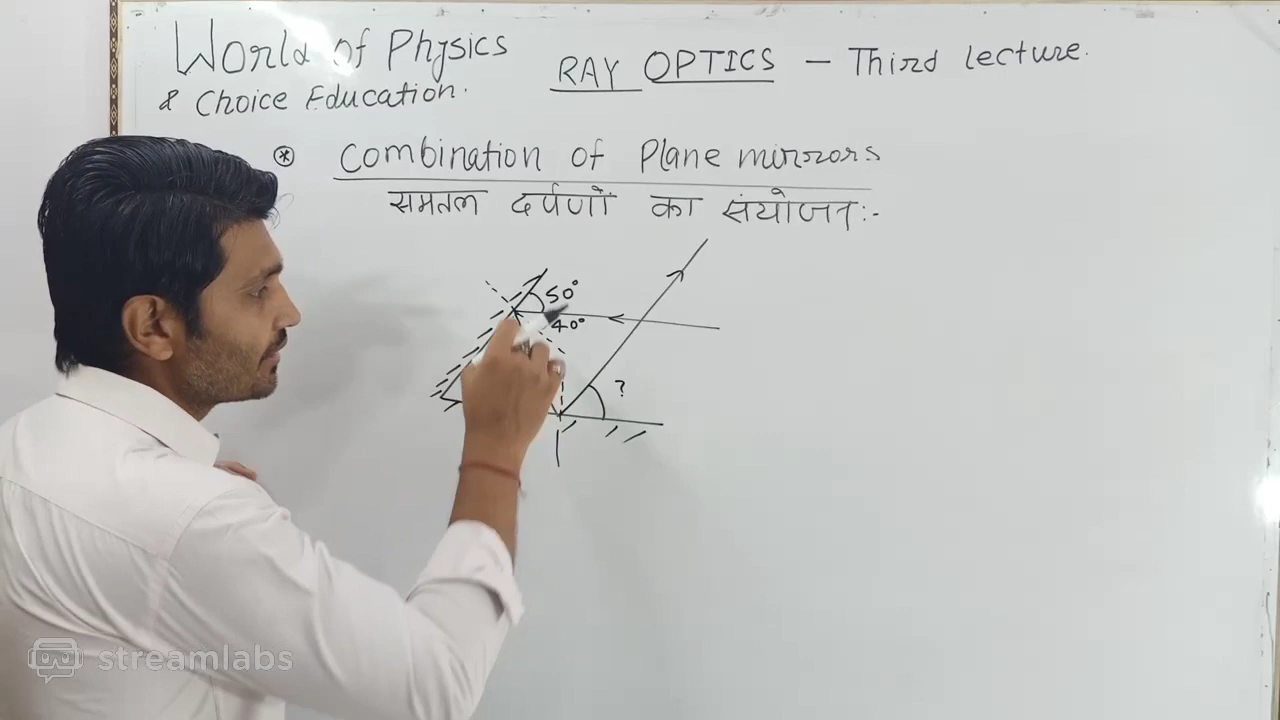 World of Physics
& Choice Education.
RAY OPTICS – Third lecture.
* Combination of Plane mirrors
समतल दर्पणों का संयोजन:-
50°
40°
?
streamlabs